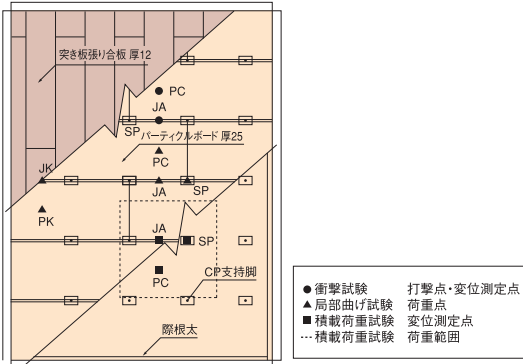 突き板張り合板 厚12
PC
JA
SP
パーティクルボード 厚25
PC
JK
JA
SP
PK
JA
SP
PC
CP支持脚
際根太
●衝撃試験 打撃点・変位測定点
▲局部曲げ試験 荷重点
■積載荷重試験 変位測定点
…積載荷重試験 荷重範囲